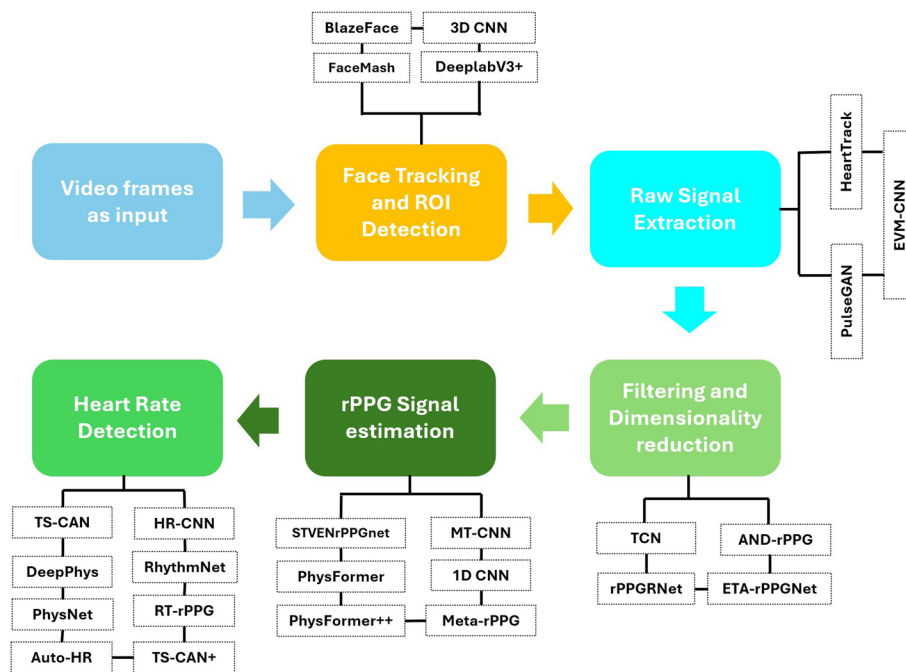 BlazeFace
3D CNN
FaceMash
DeeplabV3+
Video frames
as input
Face Tracking
and ROI
Detection
Raw Signal
Extraction
HeartTrack
PulseGAN
EVM-CNN
Heart Rate
Detection
rPPG Signal
estimation
Filtering and
Dimensionality
reduction
TS-CAN
HR-CNN
DeepPhys
RhythmNet
PhysNet
RT-rPPG
Auto-HR
TS-CAN+
STVENrPPGnet
MT-CNN
PhysFormer
1D CNN
PhysFormer++
Meta-rPPG
TCN
AND-rPPG
rPPGRNet
ETA-rPPGNet